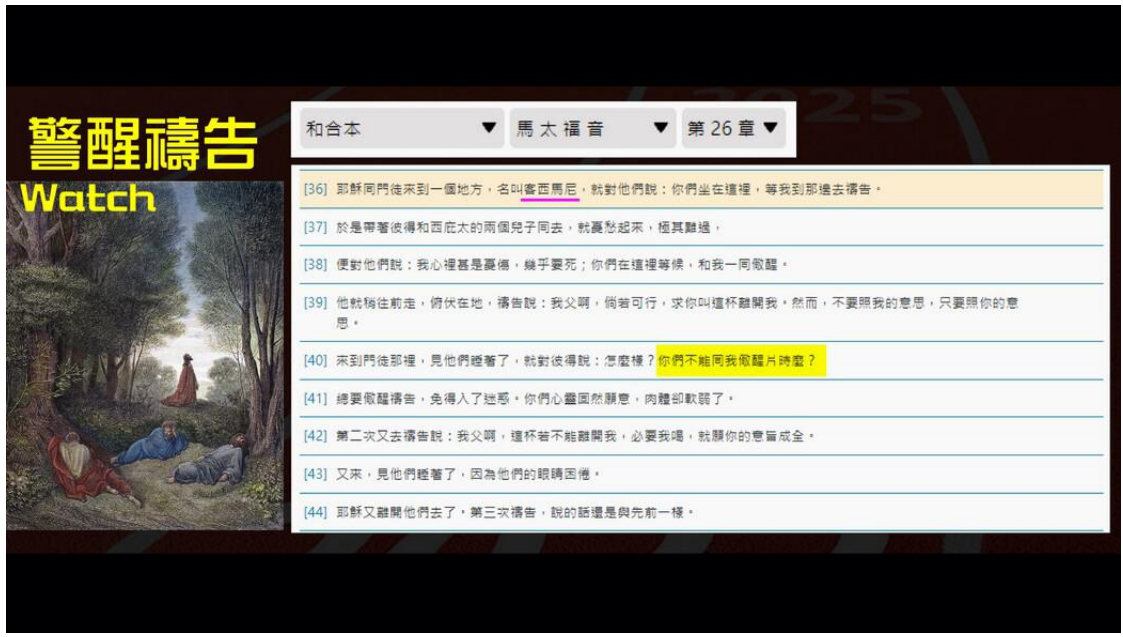 2025
警醒禱告
Watch
和合本 ▼ 馬太福音 ▼ 第 26 章 ▼
[36] 耶穌同門徒來到一個地方，名叫客西馬尼，就對他們說：你們坐在這裡，等我到那邊去禱告。
[37] 於是帶著彼得和西庇太的兩個兒子同去，就憂愁起來，極其難過，
[38] 便對他們說：我心裡甚是憂傷，幾乎要死；你們在這裡等候，和我一同儆醒。
[39] 他就稍往前走，俯伏在地，禱告說：我父啊，倘若可行，求你叫這杯離開我。然而，不要照我的意思，只要照你的意
思。
[40] 來到門徒那裡，見他們睡著了，就對彼得說：怎麼樣？你們不能同我儆醒片時麼？
[41] 總要儆醒禱告，免得入了迷惑。你們心靈固然願意，肉體卻軟弱了。
[42] 第二次又去禱告說：我父啊，這杯若不能離開我，必要我喝，就願你的意旨成全。
[43] 又來，見他們睡著了，因為他們的眼睛困倦。
[44] 耶穌又離開他們去了。第三次禱告，說的話還是與先前一樣。